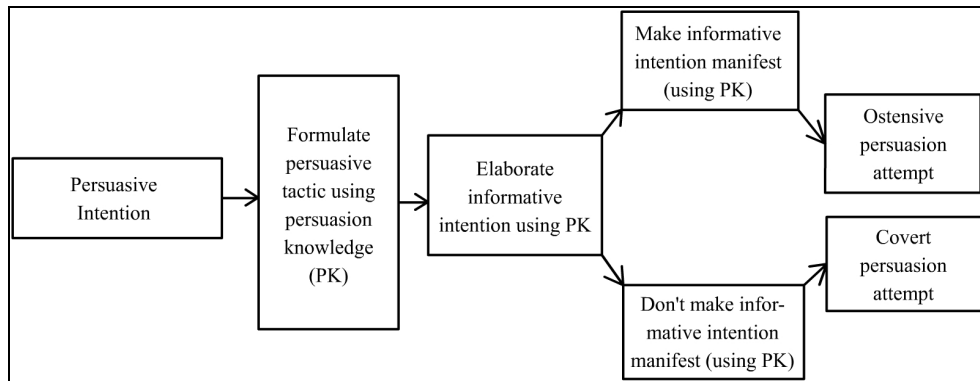 Persuasive
Intention
Formulate
persuasive
tactic using
persuasion
knowledge
(PK)
Elaborate
informative
intention using PK
Make informative
intention manifest
(using PK)
Ostensive
persuasion
attempt
Don't make infor-
mative intention
manifest (using PK)
Covert
persuasion
attempt